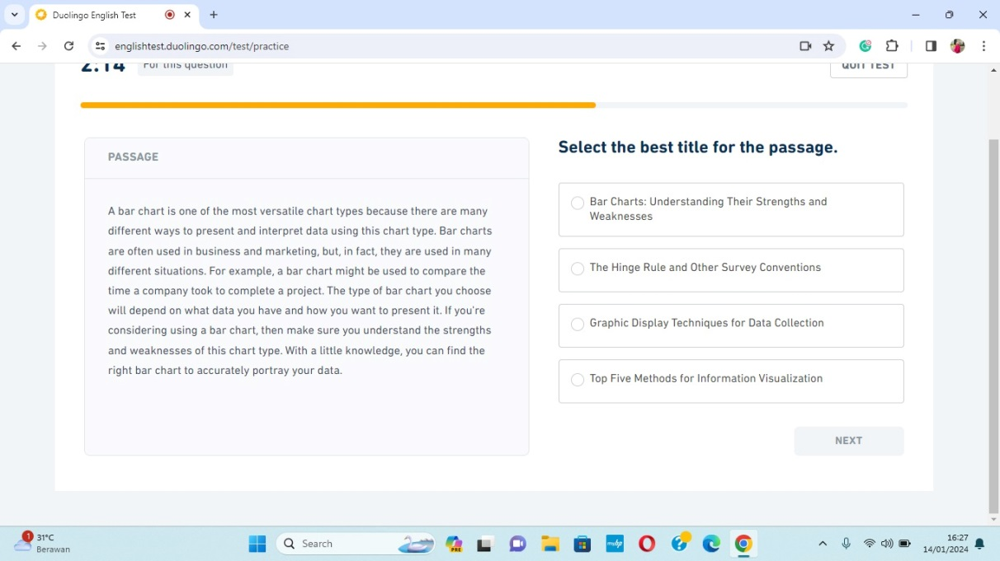 Duolingo English Test
englishtest.duolingo.com/test/practice
2:14 For this question
QUIT TEST
PASSAGE
A bar chart is one of the most versatile chart types because there are many
different ways to present and interpret data using this chart type. Bar charts
are often used in business and marketing, but, in fact, they are used in many
different situations. For example, a bar chart might be used to compare the
time a company took to complete a project. The type of bar chart you choose
will depend on what data you have and how you want to present it. If you're
considering using a bar chart, then make sure you understand the strengths
and weaknesses of this chart type. With a little knowledge, you can find the
right bar chart to accurately portray your data.
Select the best title for the passage.
Bar Charts: Understanding Their Strengths and
Weaknesses
The Hinge Rule and Other Survey Conventions
Graphic Display Techniques for Data Collection
Top Five Methods for Information Visualization
NEXT
1
31°C
Berawan
Search
PRE
myhp
16:27
14/01/2024